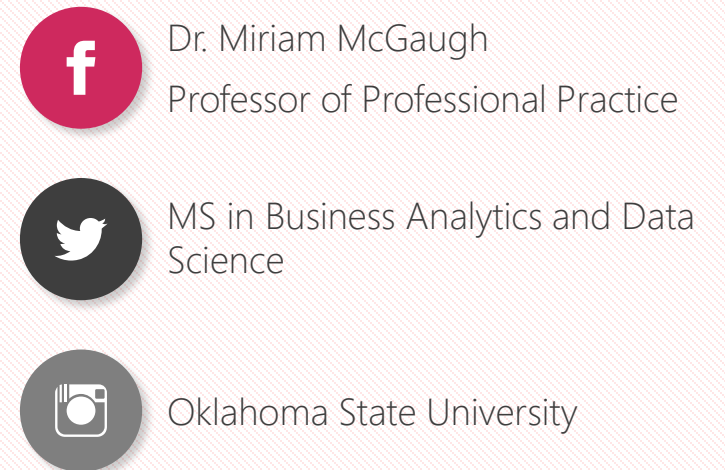 Dr. Miriam McGaugh
Professor of Professional Practice
MS in Business Analytics and Data
Science
Oklahoma State University